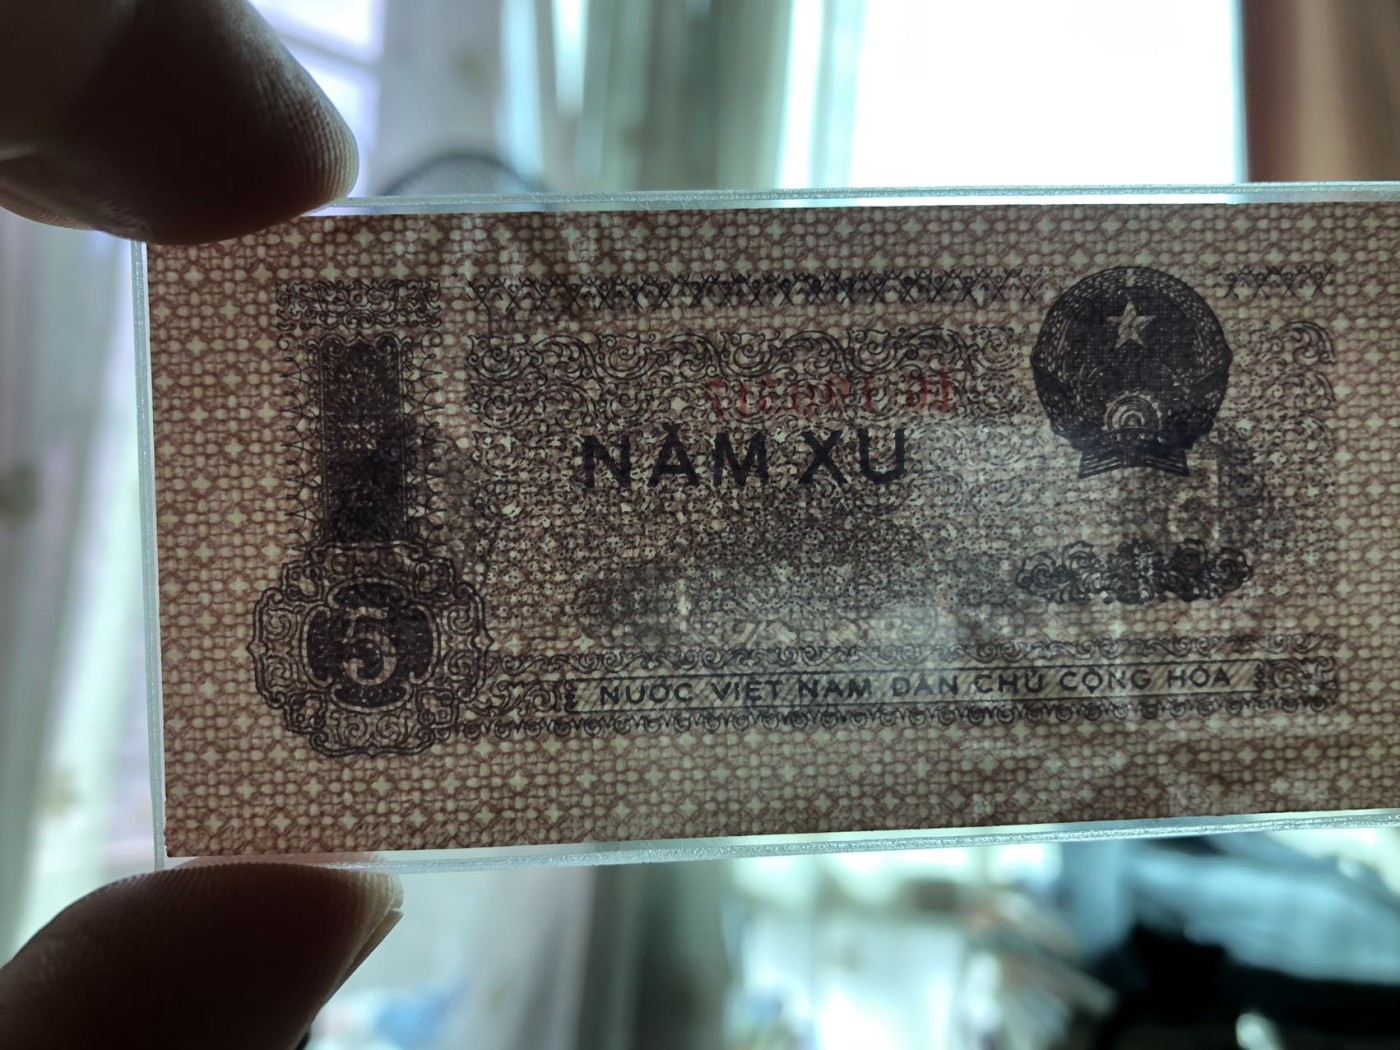 NĂM XU
5
NƯỚC VIỆT NAM DÂN CHỦ CỘNG HÒA